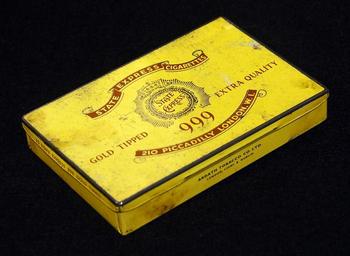 STATE EXPRESS CIGARETTES
STATE
EXPRESS
GOLD TIPPED
999
EXTRA QUALITY
210 PICCADILLY LONDON.W.1.
ARDATH TOBACCO CO LTD